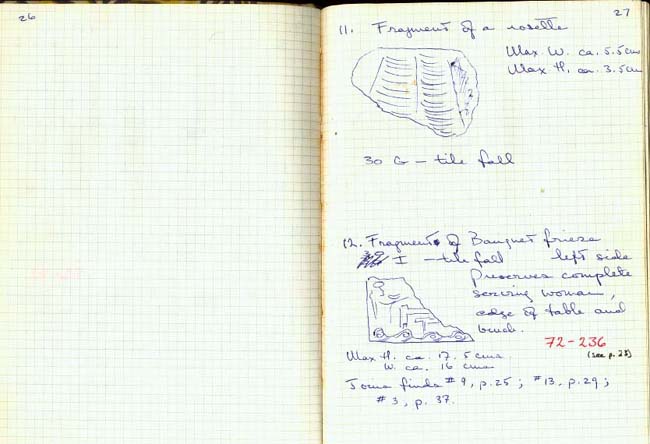 26
27
11. Fragment of a rosette
Max W. ca. 5.5 cm
Max H. ca. 3.5 cm
30 G — tile fall
12. Fragment of Banquet frieze
I — tile fall left side
Preserves complete
serving woman,
edge of table and
bench.
72-236
(see p. 25)
Max H. ca. 17.5 cms.
W. ca. 16 cms
Joins finds #9, p.25; #13, p.29;
#3, p. 37.